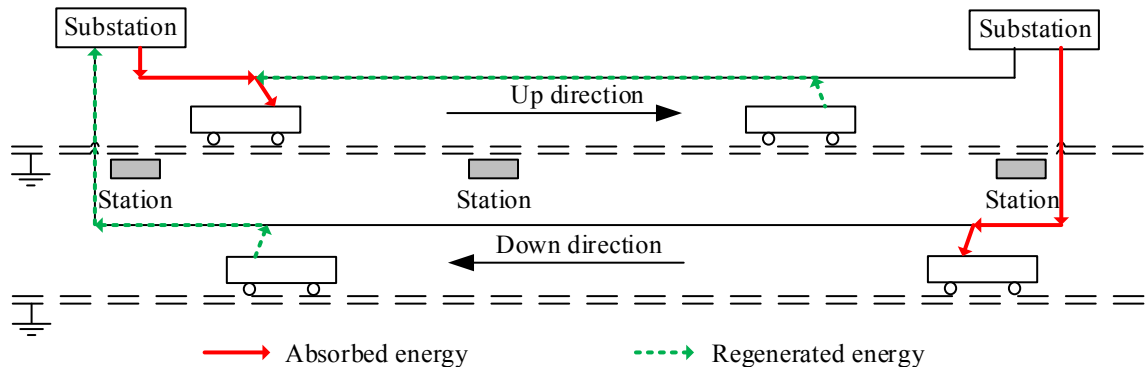 Substation
Substation
Up direction
Station
Station
Station
Down direction
Absorbed energy
Regenerated energy